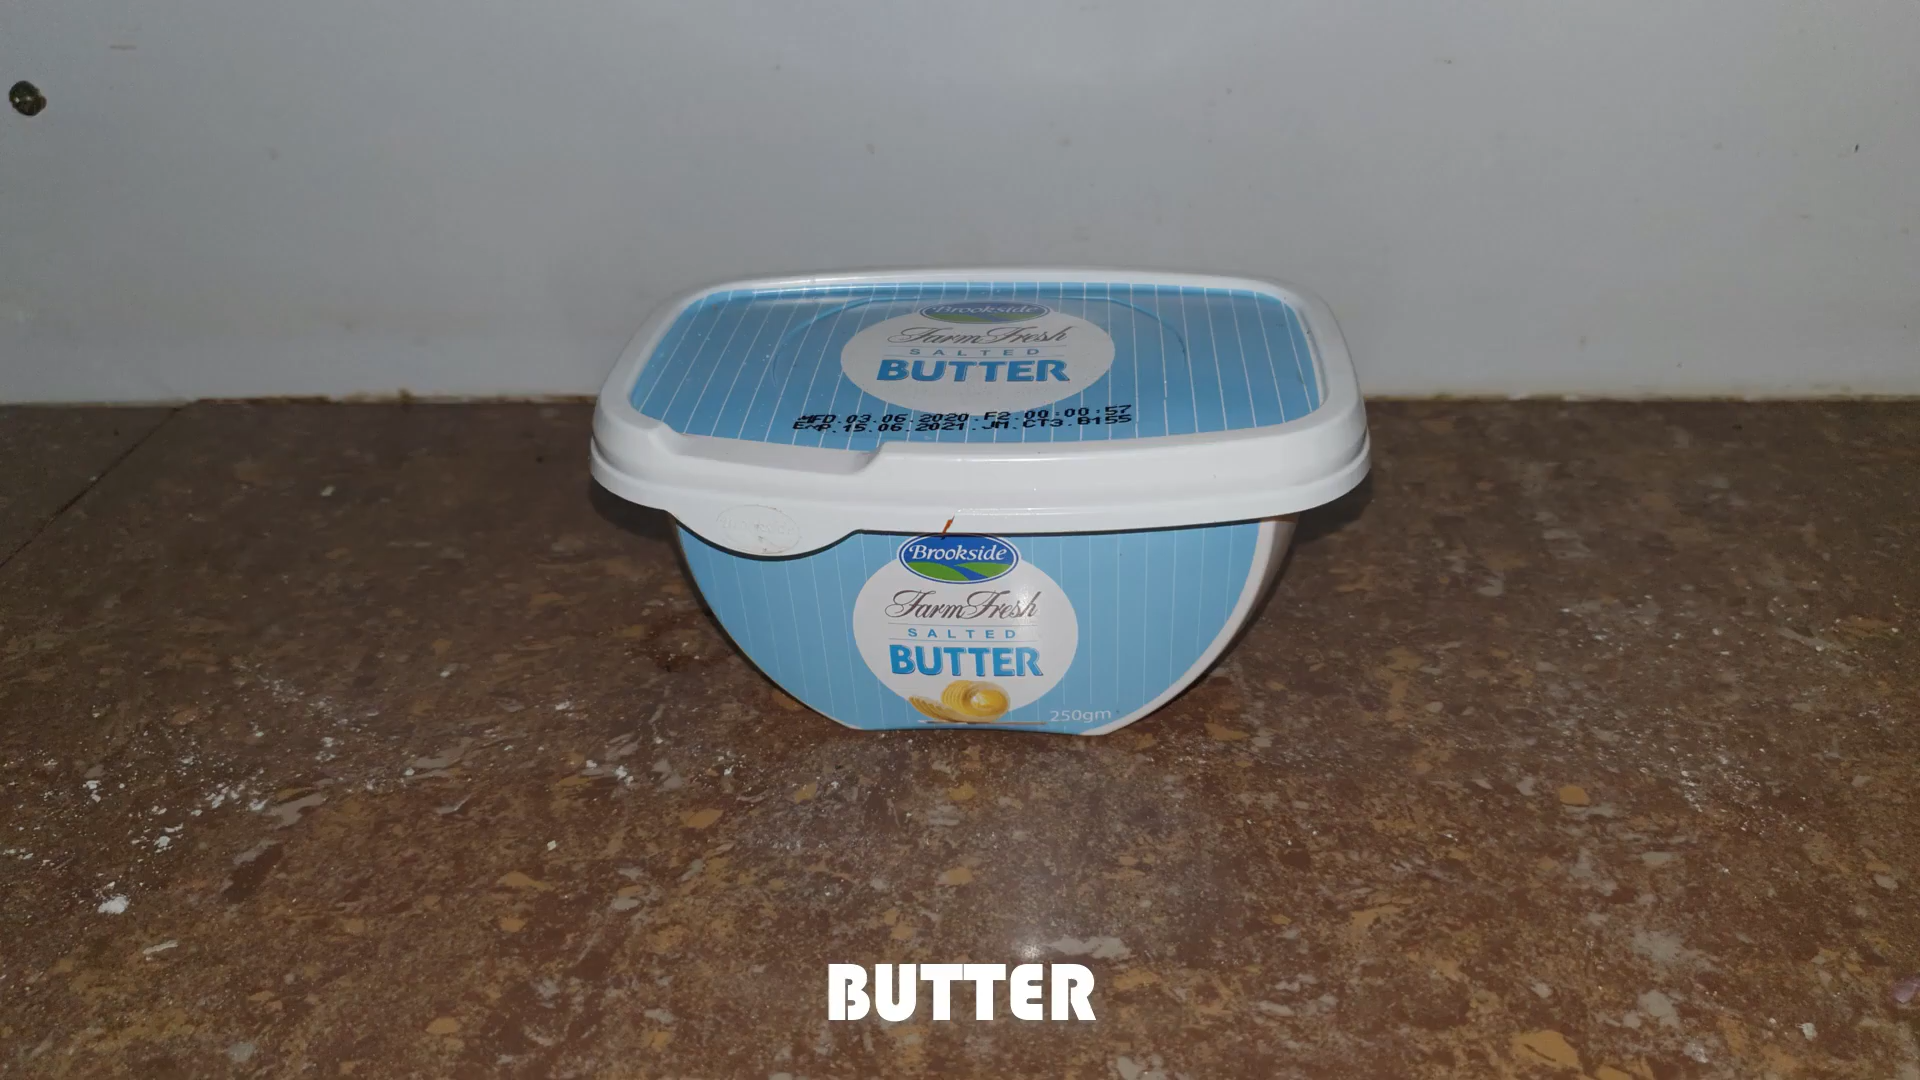 Brookside
Farm Fresh
SALTED
BUTTER
MFD.03.06.2020.F2.00:00:57
EXP.15.06.2021.JM.CT3.B155
Brookside
Farm Fresh
SALTED
BUTTER
250gm
BUTTER